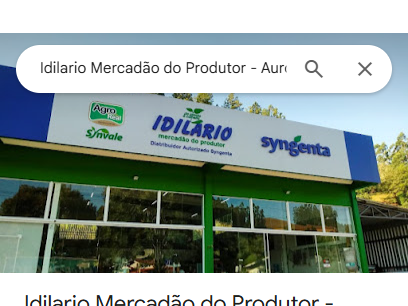 Idilario Mercadão do Produtor - Aur
Agro
Real
Synvale
IDILARIO
mercadão do produtor
Distribuidor Autorizado Syngenta
syngenta
Idilario Mercadão do Produtor -